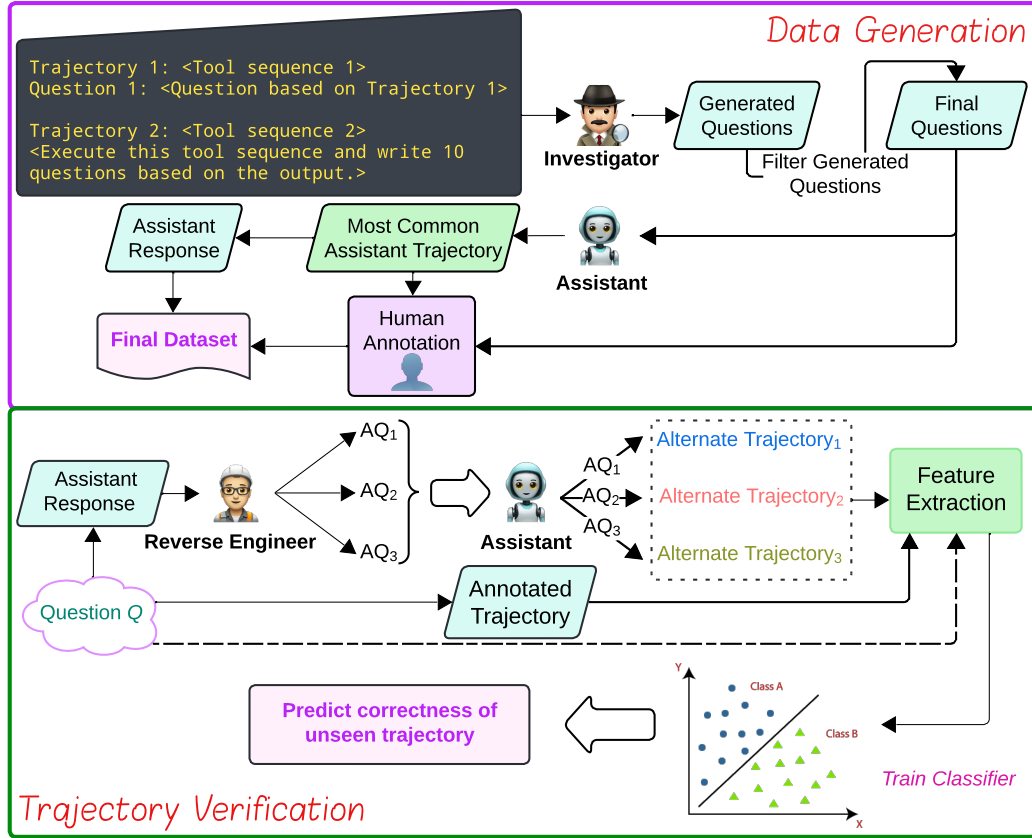 Data Generation
Trajectory 1: <Tool sequence 1>
Question 1: <Question based on Trajectory 1>
Trajectory 2: <Tool sequence 2>
<Execute this tool sequence and write 10
questions based on the output.>
Investigator
Generated
Questions
Filter Generated
Questions
Final
Questions
Assistant
Response
Most Common
Assistant Trajectory
Assistant
Final Dataset
Human
Annotation
Assistant
Response
Reverse Engineer
AQ1
AQ2
AQ3
Assistant
AQ1
AQ2
AQ3
Alternate Trajectory1
Alternate Trajectory2
Alternate Trajectory3
Feature
Extraction
Question Q
Annotated
Trajectory
Predict correctness of
unseen trajectory
Y
Class A
Class B
X
Train Classifier
Trajectory Verification